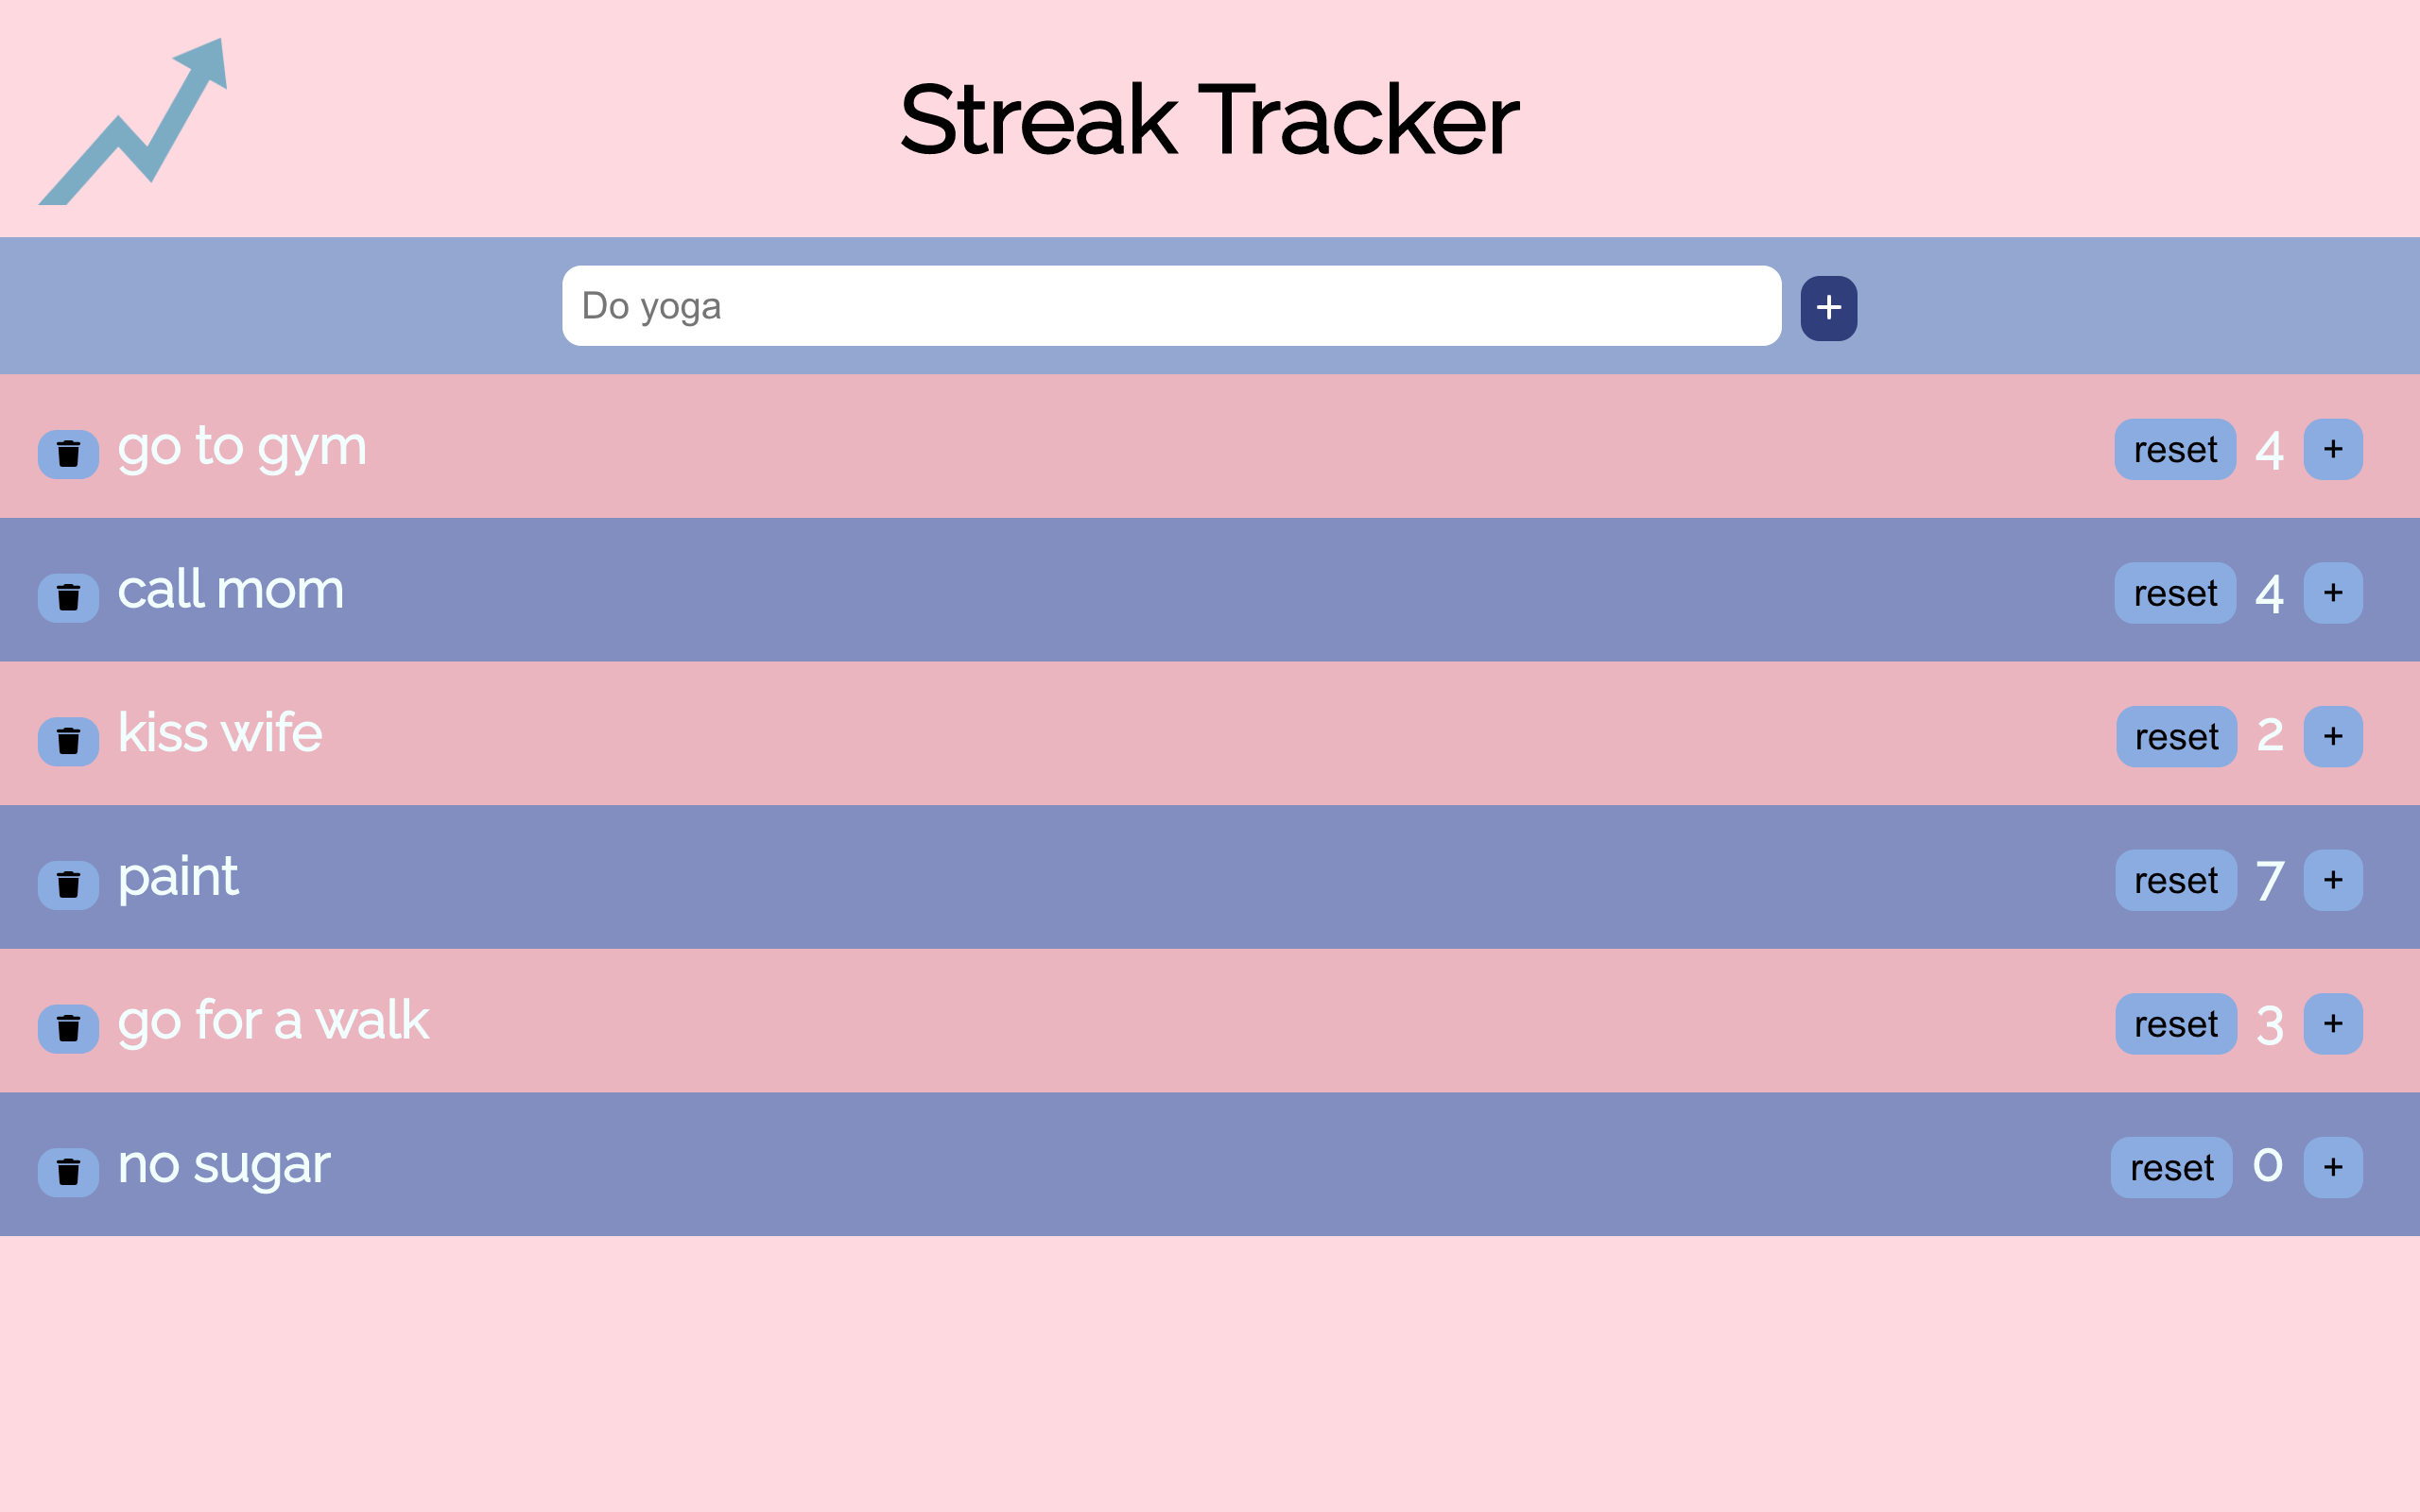 Streak Tracker
Do yoga +
go to gym reset 4 +
call mom reset 4 +
kiss wife reset 2 +
paint reset 7 +
go for a walk reset 3 +
no sugar reset 0 +